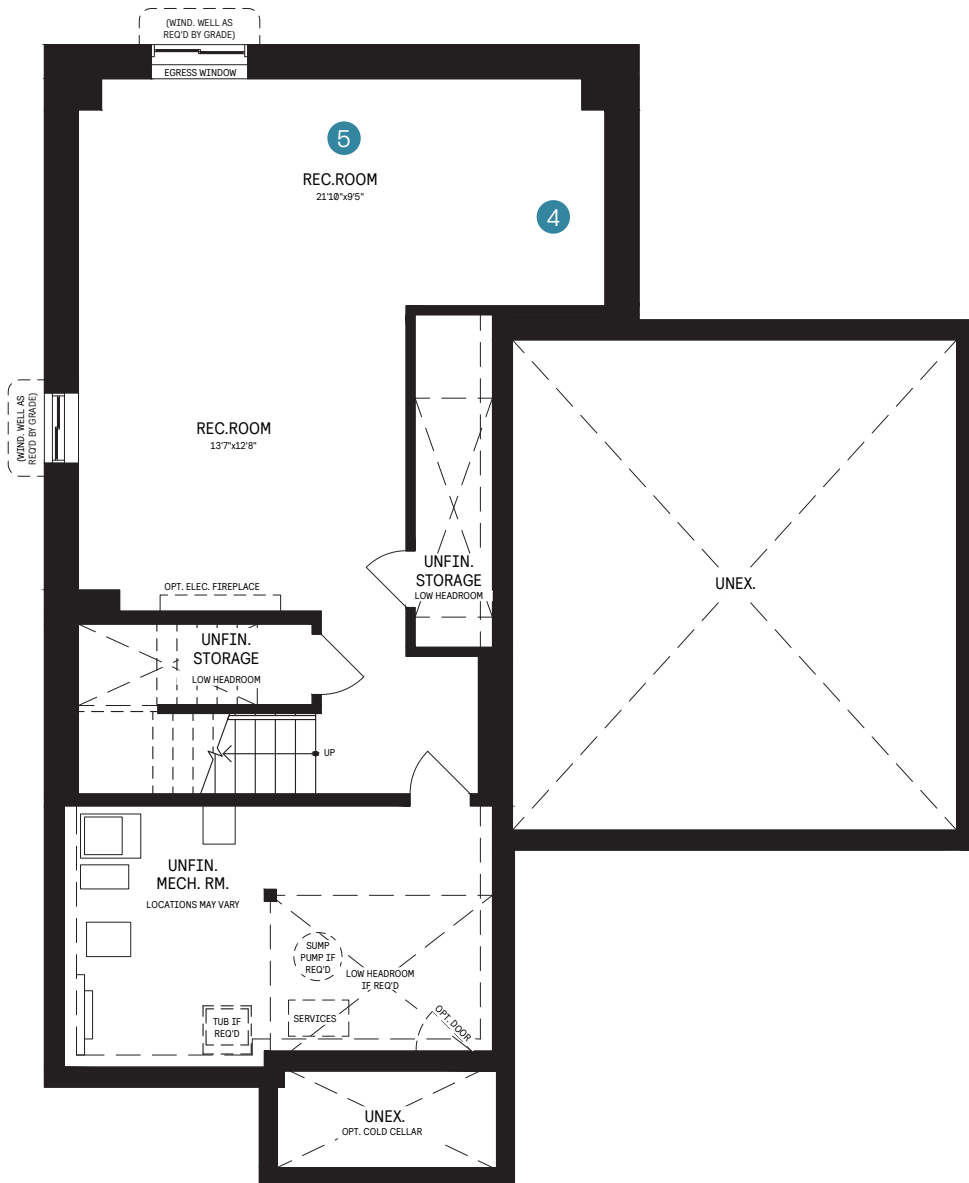 (WIND. WELL AS
REQ'D BY GRADE)
EGRESS WINDOW
5
REC.ROOM
21'10"x9'5"
4
(WIND. WELL AS
REQ'D BY GRADE)
REC.ROOM
13'7"x12'8"
UNFIN.
STORAGE
LOW HEADROOM
UNEX.
OPT. ELEC. FIREPLACE
UNFIN.
STORAGE
LOW HEADROOM
UP
UNFIN.
MECH. RM.
LOCATIONS MAY VARY
SUMP
PUMP IF
REQ'D
LOW HEADROOM
IF REQ'D
TUB IF
REQ'D
SERVICES
OPT. DOOR
UNEX.
OPT. COLD CELLAR